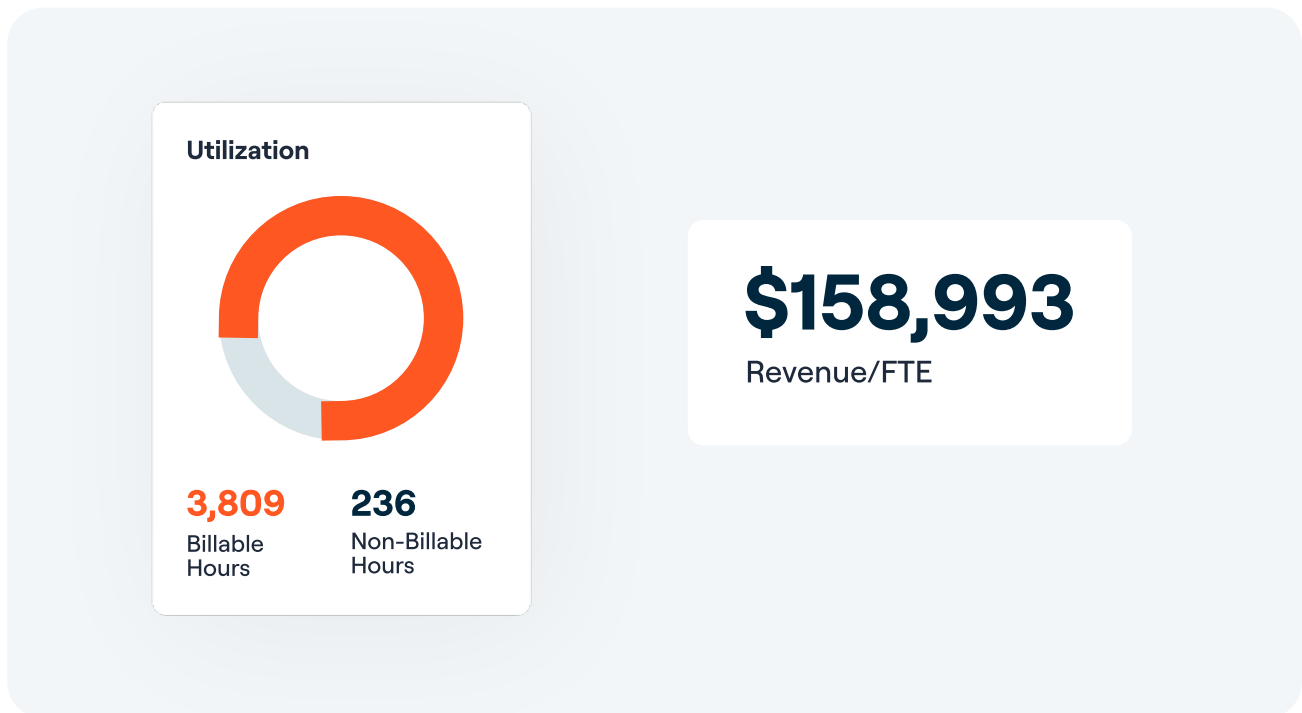 Utilization
3,809
Billable
Hours
236
Non-Billable
Hours
$158,993
Revenue/FTE